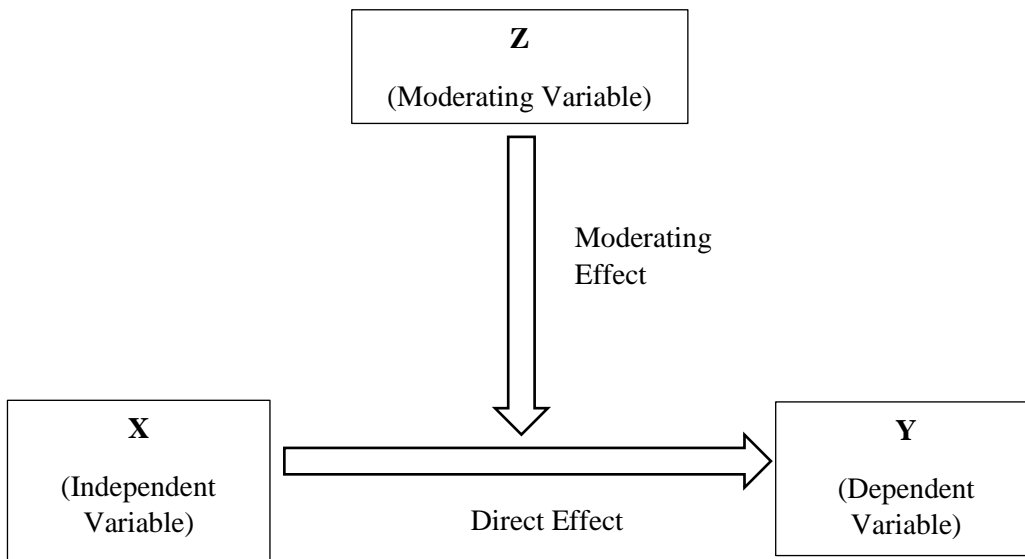 Z
(Moderating Variable)
Moderating
Effect
X
(Independent
Variable)
Direct Effect
Y
(Dependent
Variable)